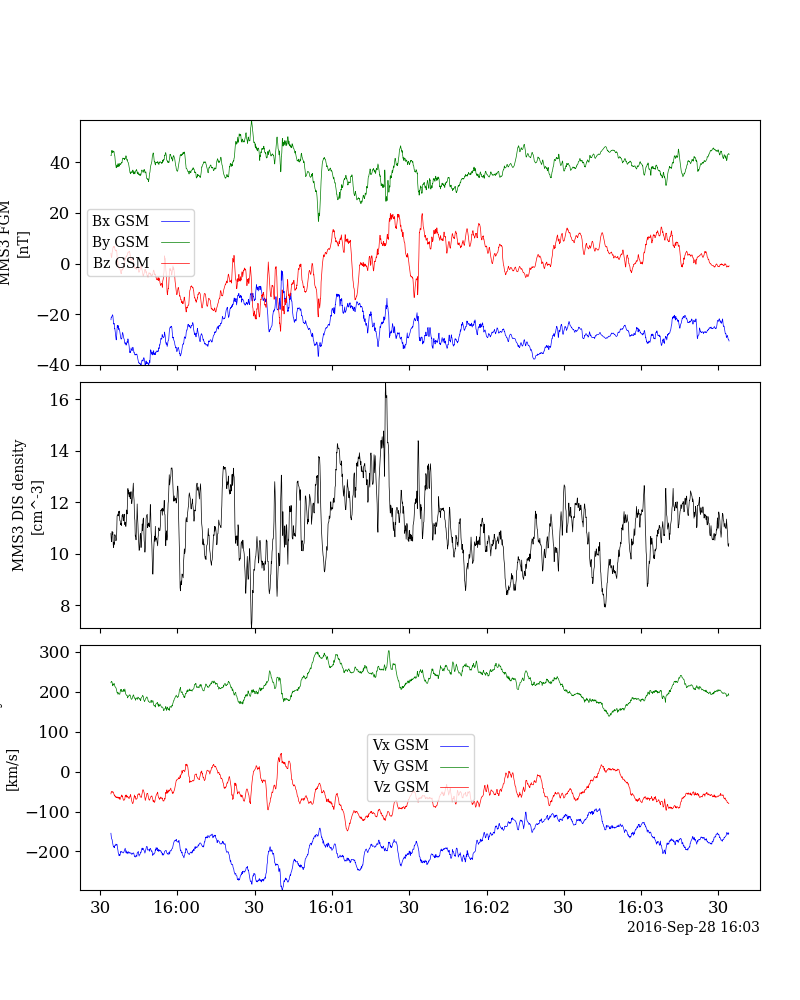 MMS3 FGM
[nT]
40
20
0
−20
−40
Bx GSM
By GSM
Bz GSM
MMS3 DIS density
[cm^-3]
16
14
12
10
8
[km/s]
300
200
100
0
−100
−200
Vx GSM
Vy GSM
Vz GSM
30 16:00 30 16:01 30 16:02 30 16:03 30
2016-Sep-28 16:03